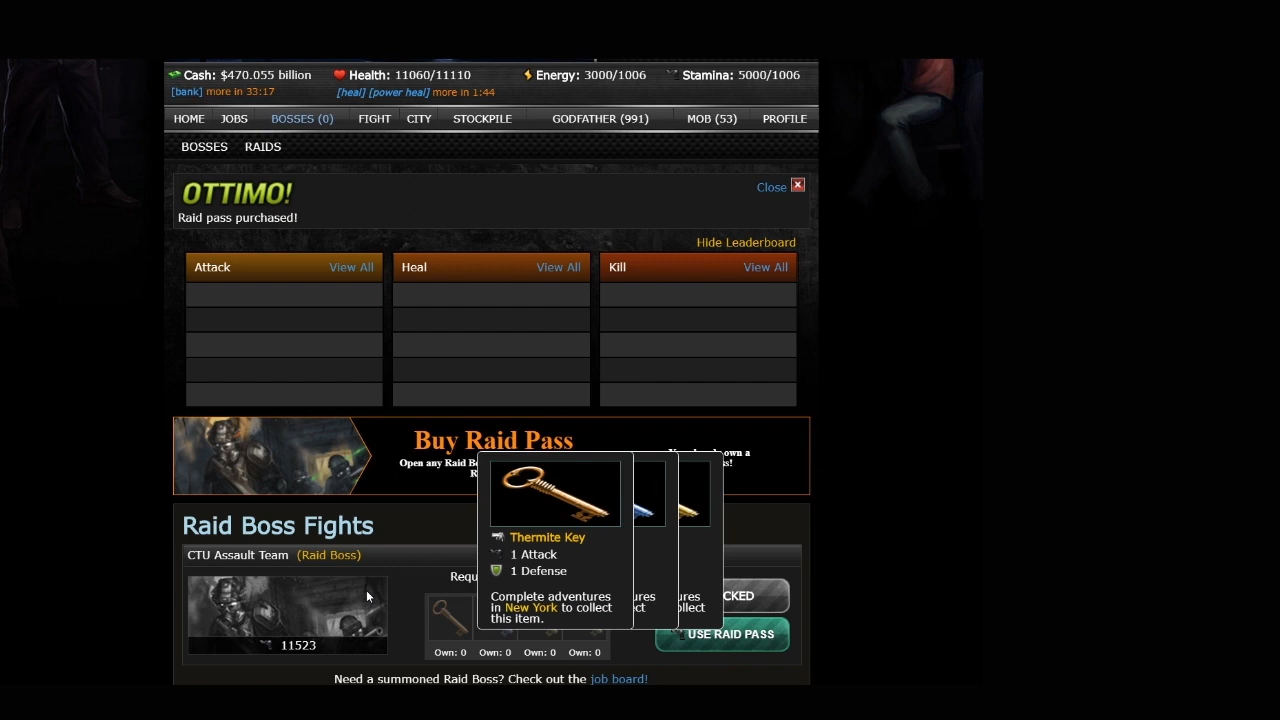 Cash: $470.055 billion Health: 11060/11110 Energy: 3000/1006 Stamina: 5000/1006
[bank] more in 33:17 [heal] [power heal] more in 1:44
HOME JOBS BOSSES (0) FIGHT CITY STOCKPILE GODFATHER (991) MOB (53) PROFILE
BOSSES RAIDS
OTTIMO!
Close
Raid pass purchased!
Hide Leaderboard
Attack View All Heal View All Kill View All
Buy Raid Pass
Open any Raid own a
Raid Boss Fights
CTU Assault Team (Raid Boss)
Thermite Key
1 Attack
1 Defense
Complete adventures
in New York to collect
this item.
11523
USE RAID PASS
Own: 0 Own: 0 Own: 0 Own: 0
Need a summoned Raid Boss? Check out the job board!